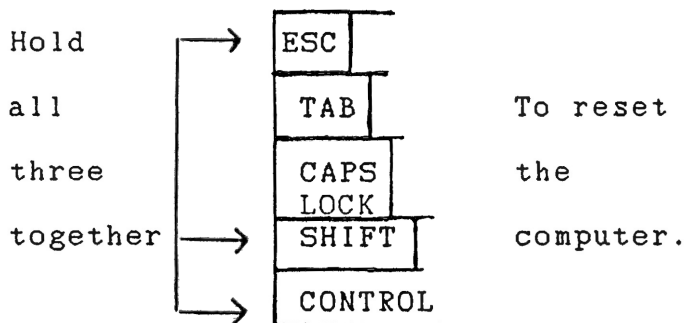 Hold ESC
all TAB To reset
three CAPS the
LOCK
together SHIFT computer.
CONTROL